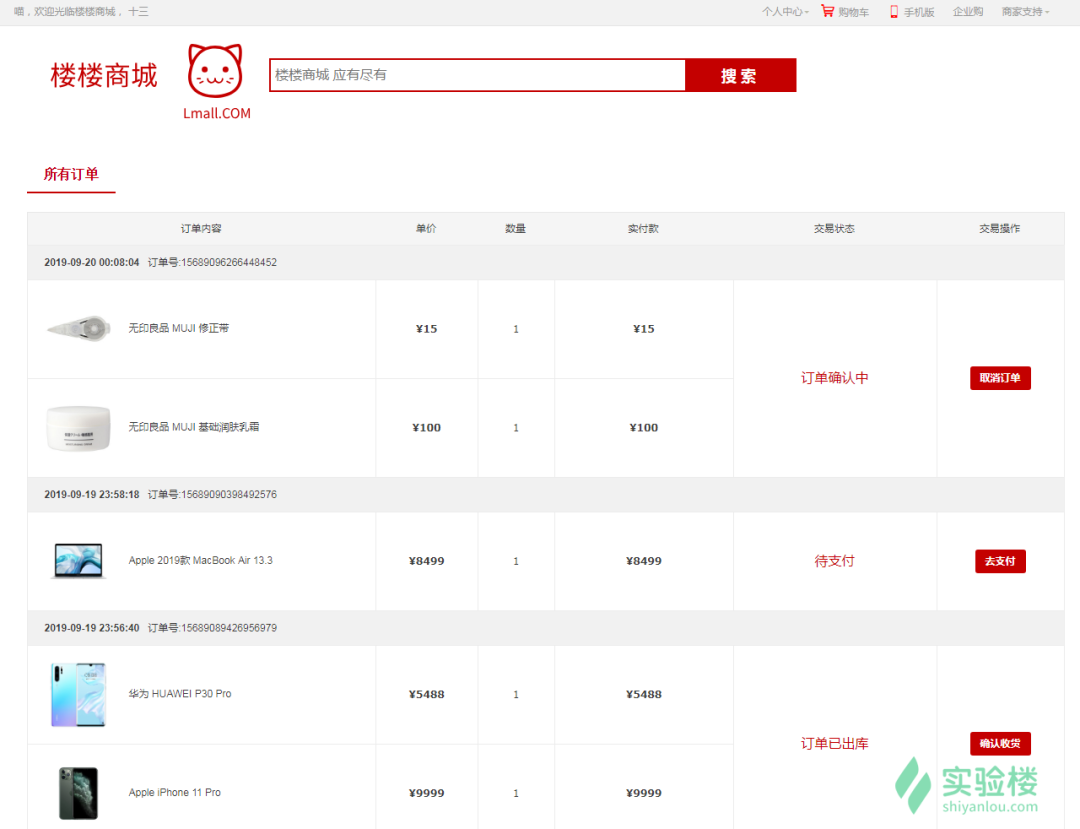 喵，欢迎光临楼楼商城， 十三 个人中心 购物车 手机版 企业购 商家支持
楼楼商城
Lmall.COM
楼楼商城 应有尽有 搜 索
所有订单
订单内容 单价 数量 实付款 交易状态 交易操作
2019-09-20 00:08:04 订单号:15689096266448452
无印良品 MUJI 修正带 ¥15 1 ¥15
订单确认中 取消订单
无印良品 MUJI 基础润肤乳霜 ¥100 1 ¥100
2019-09-19 23:58:18 订单号:15689090398492576
Apple 2019款 MacBook Air 13.3 ¥8499 1 ¥8499 待支付 去支付
2019-09-19 23:56:40 订单号:15689089426956979
华为 HUAWEI P30 Pro ¥5488 1 ¥5488
订单已出库 确认收货
Apple iPhone 11 Pro ¥9999 1 ¥9999
实验楼
shiyanlou.com